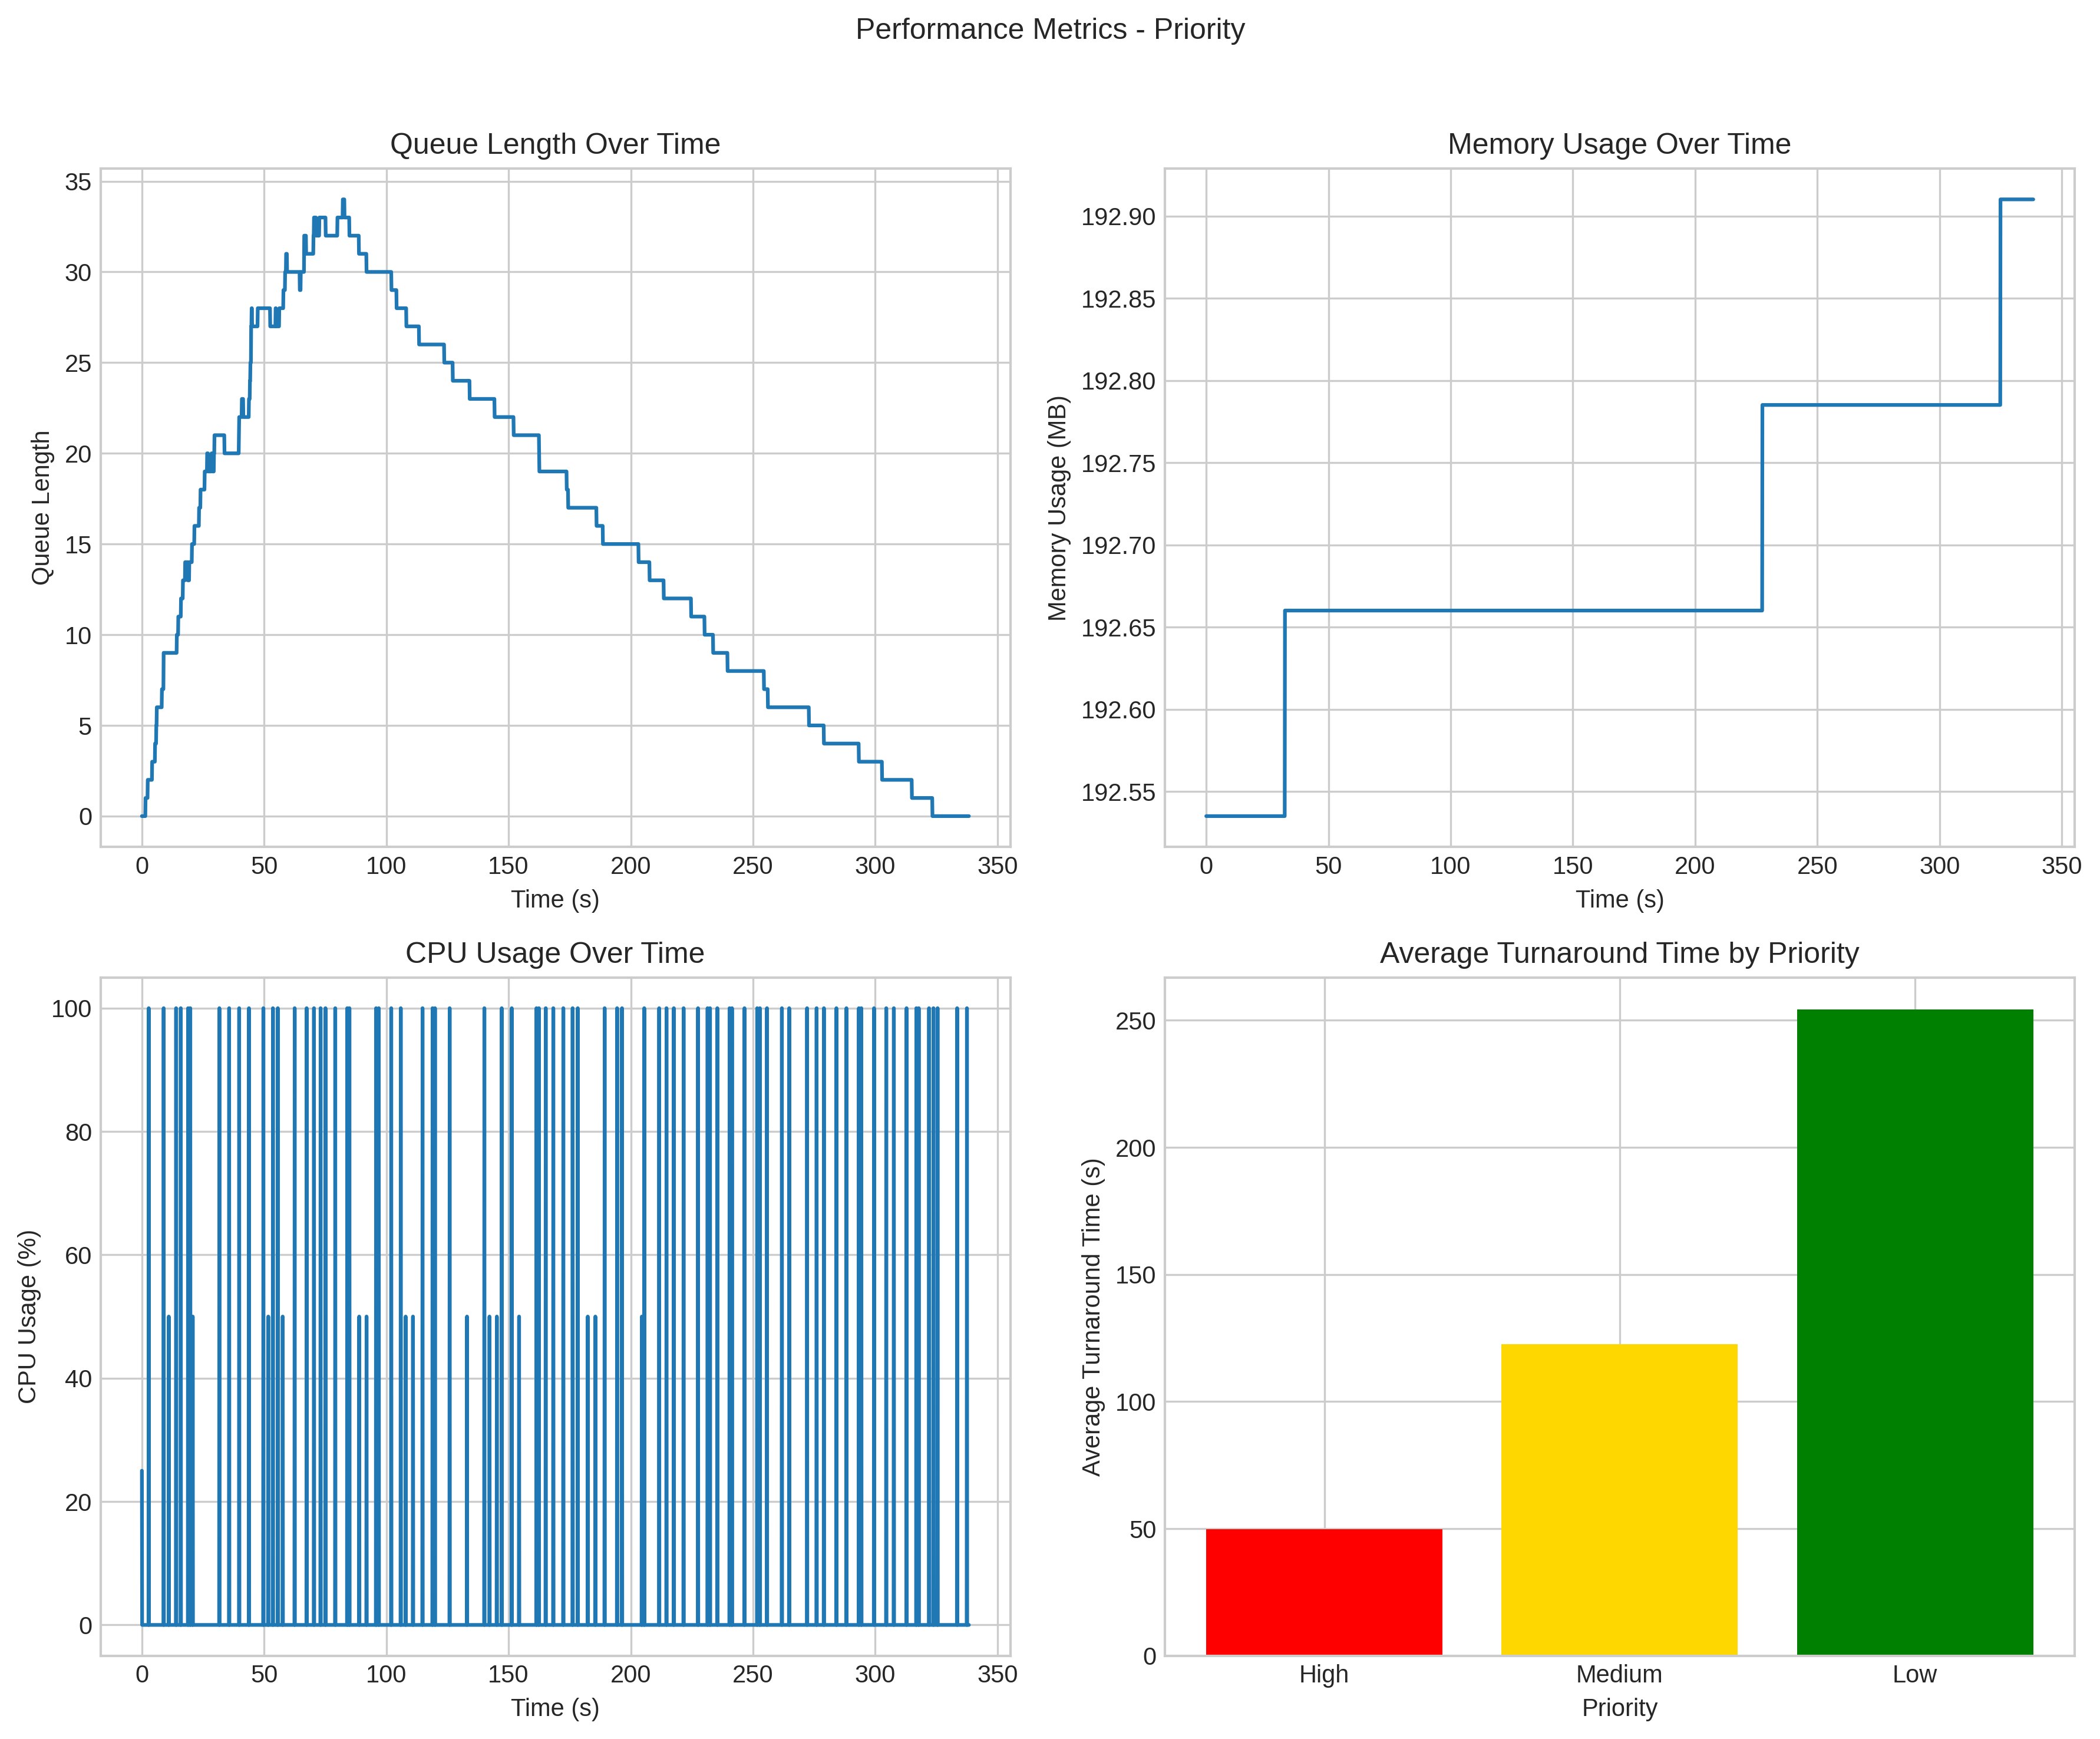 Performance Metrics - Priority
Queue Length Over Time
35
30
25
20
15
10
5
0
Queue Length
0 50 100 150 200 250 300 350
Time (s)
Memory Usage Over Time
192.90
192.85
192.80
192.75
192.70
192.65
192.60
192.55
Memory Usage (MB)
0 50 100 150 200 250 300 350
Time (s)
CPU Usage Over Time
100
80
60
40
20
0
CPU Usage (%)
0 50 100 150 200 250 300 350
Time (s)
Average Turnaround Time by Priority
250
200
150
100
50
0
Average Turnaround Time (s)
High Medium Low
Priority